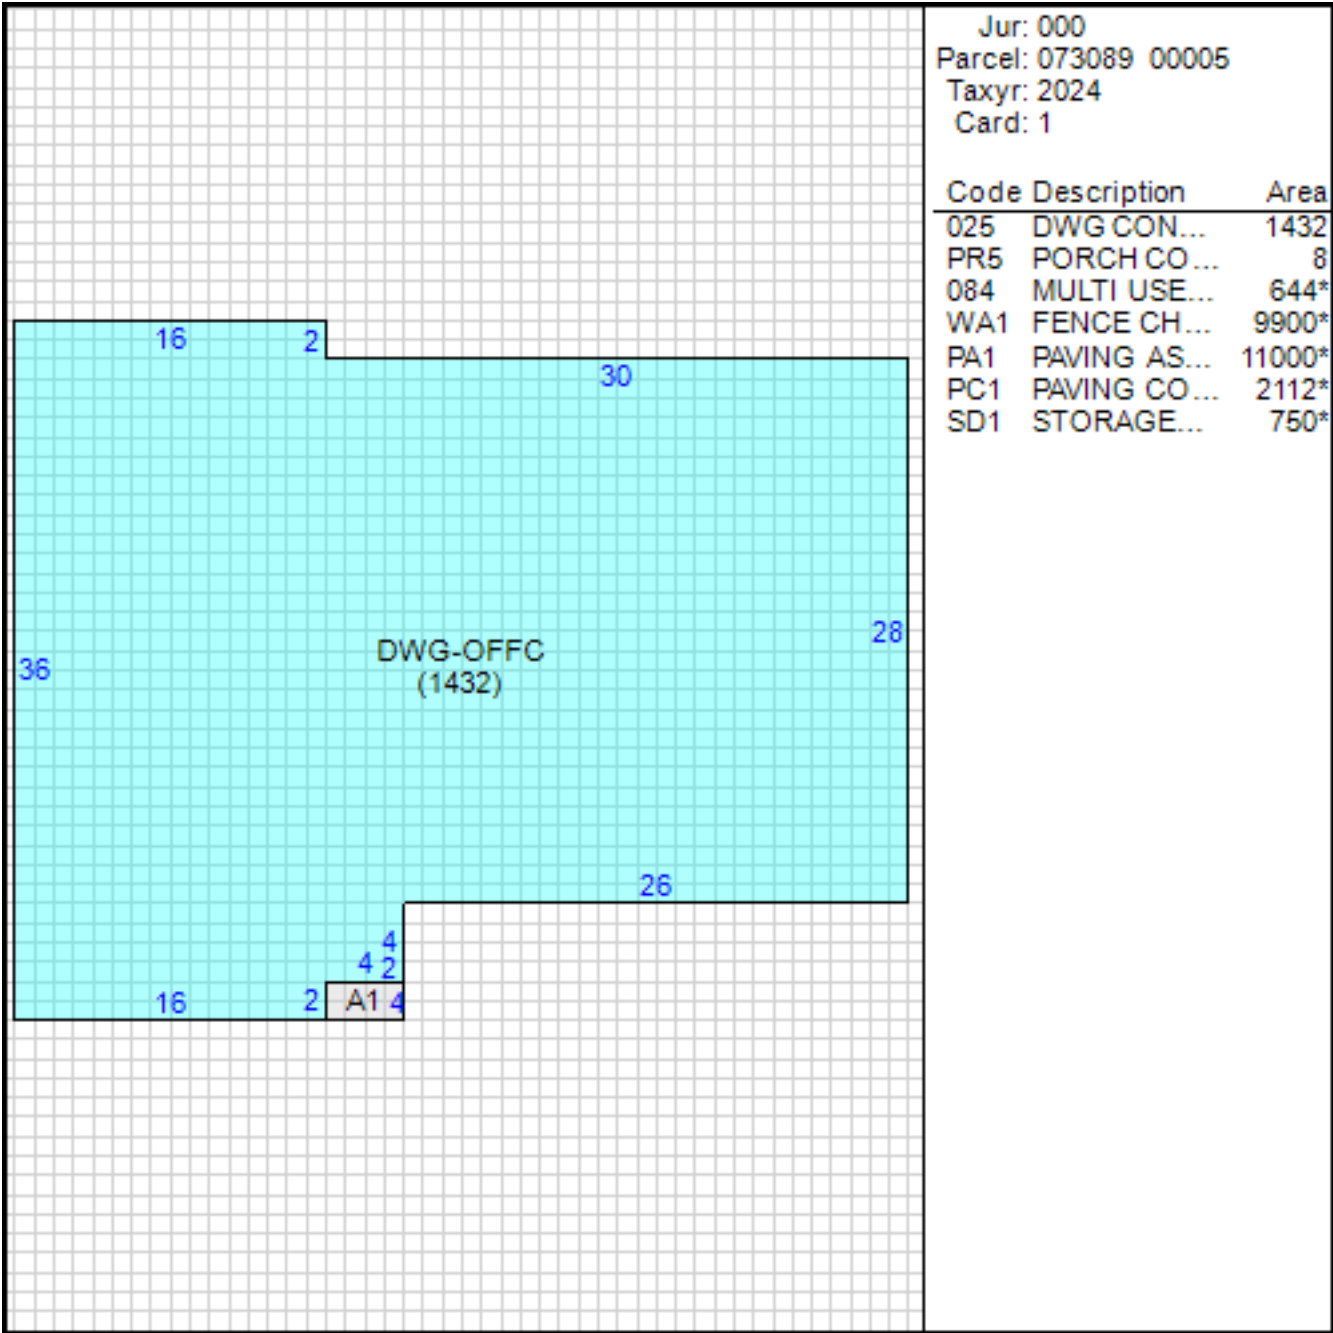 Jur: 000
Parcel: 073089 00005
Taxyr: 2024
Card: 1
Code Description Area
025 DWG CON... 1432
PR5 PORCH CO... 8
084 MULTI USE... 644*
WA1 FENCE CH... 9900*
PA1 PAVING AS... 11000*
PC1 PAVING CO... 2112*
SD1 STORAGE... 750*
16 2
30
28
36
DWG-OFFC
(1432)
26
4
4 2
16 2 A1 4